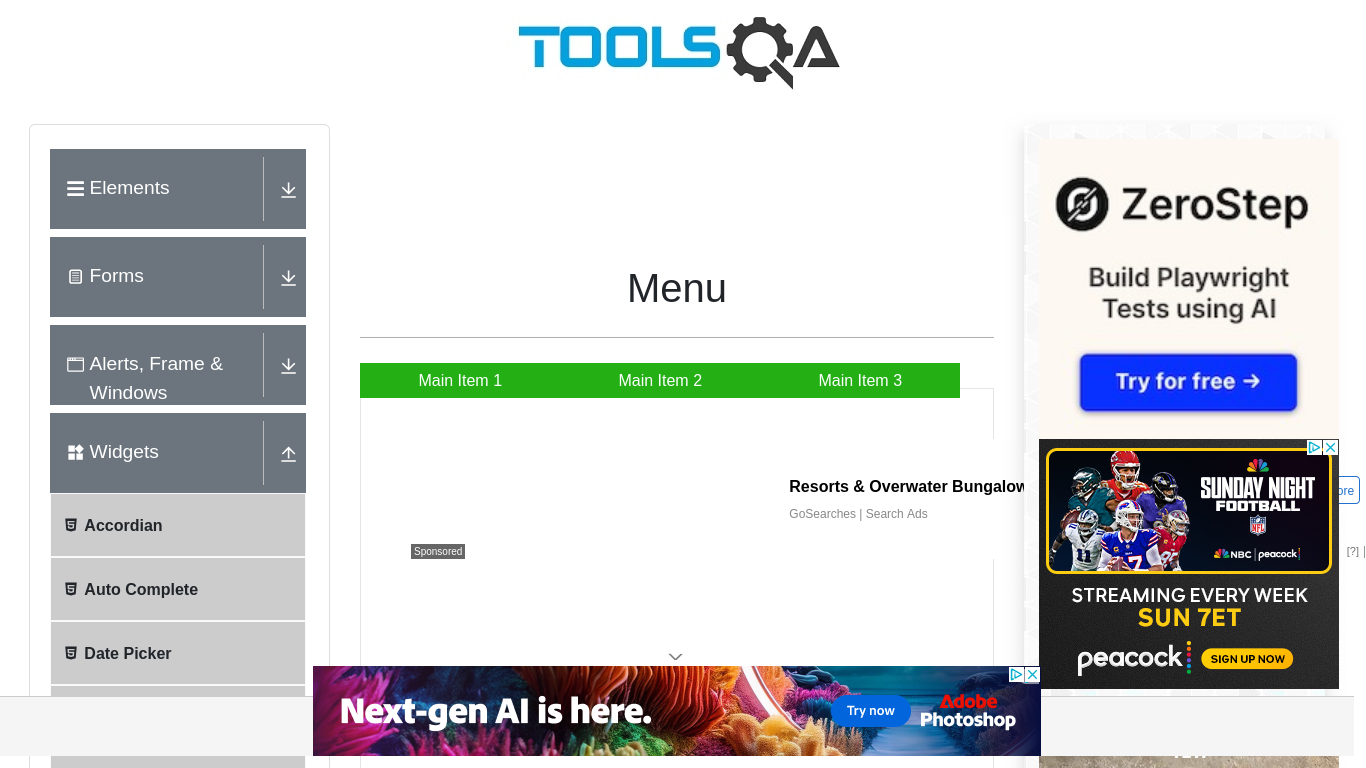 TOOLSQA
Elements
Forms
Alerts, Frame &
Windows
Widgets
Accordian
Auto Complete
Date Picker
Menu
Main Item 1
Main Item 2
Main Item 3
Resorts & Overwater Bungalow
GoSearches | Search Ads
Sponsored
ZeroStep
Build Playwright
Tests using AI
Try for free →
SUNDAY NIGHT
FOOTBALL
NFL
NBC | peacock
ore
[?]
STREAMING EVERY WEEK
SUN 7ET
peacock
SIGN UP NOW
Next-gen AI is here.
Try now
Adobe
Photoshop